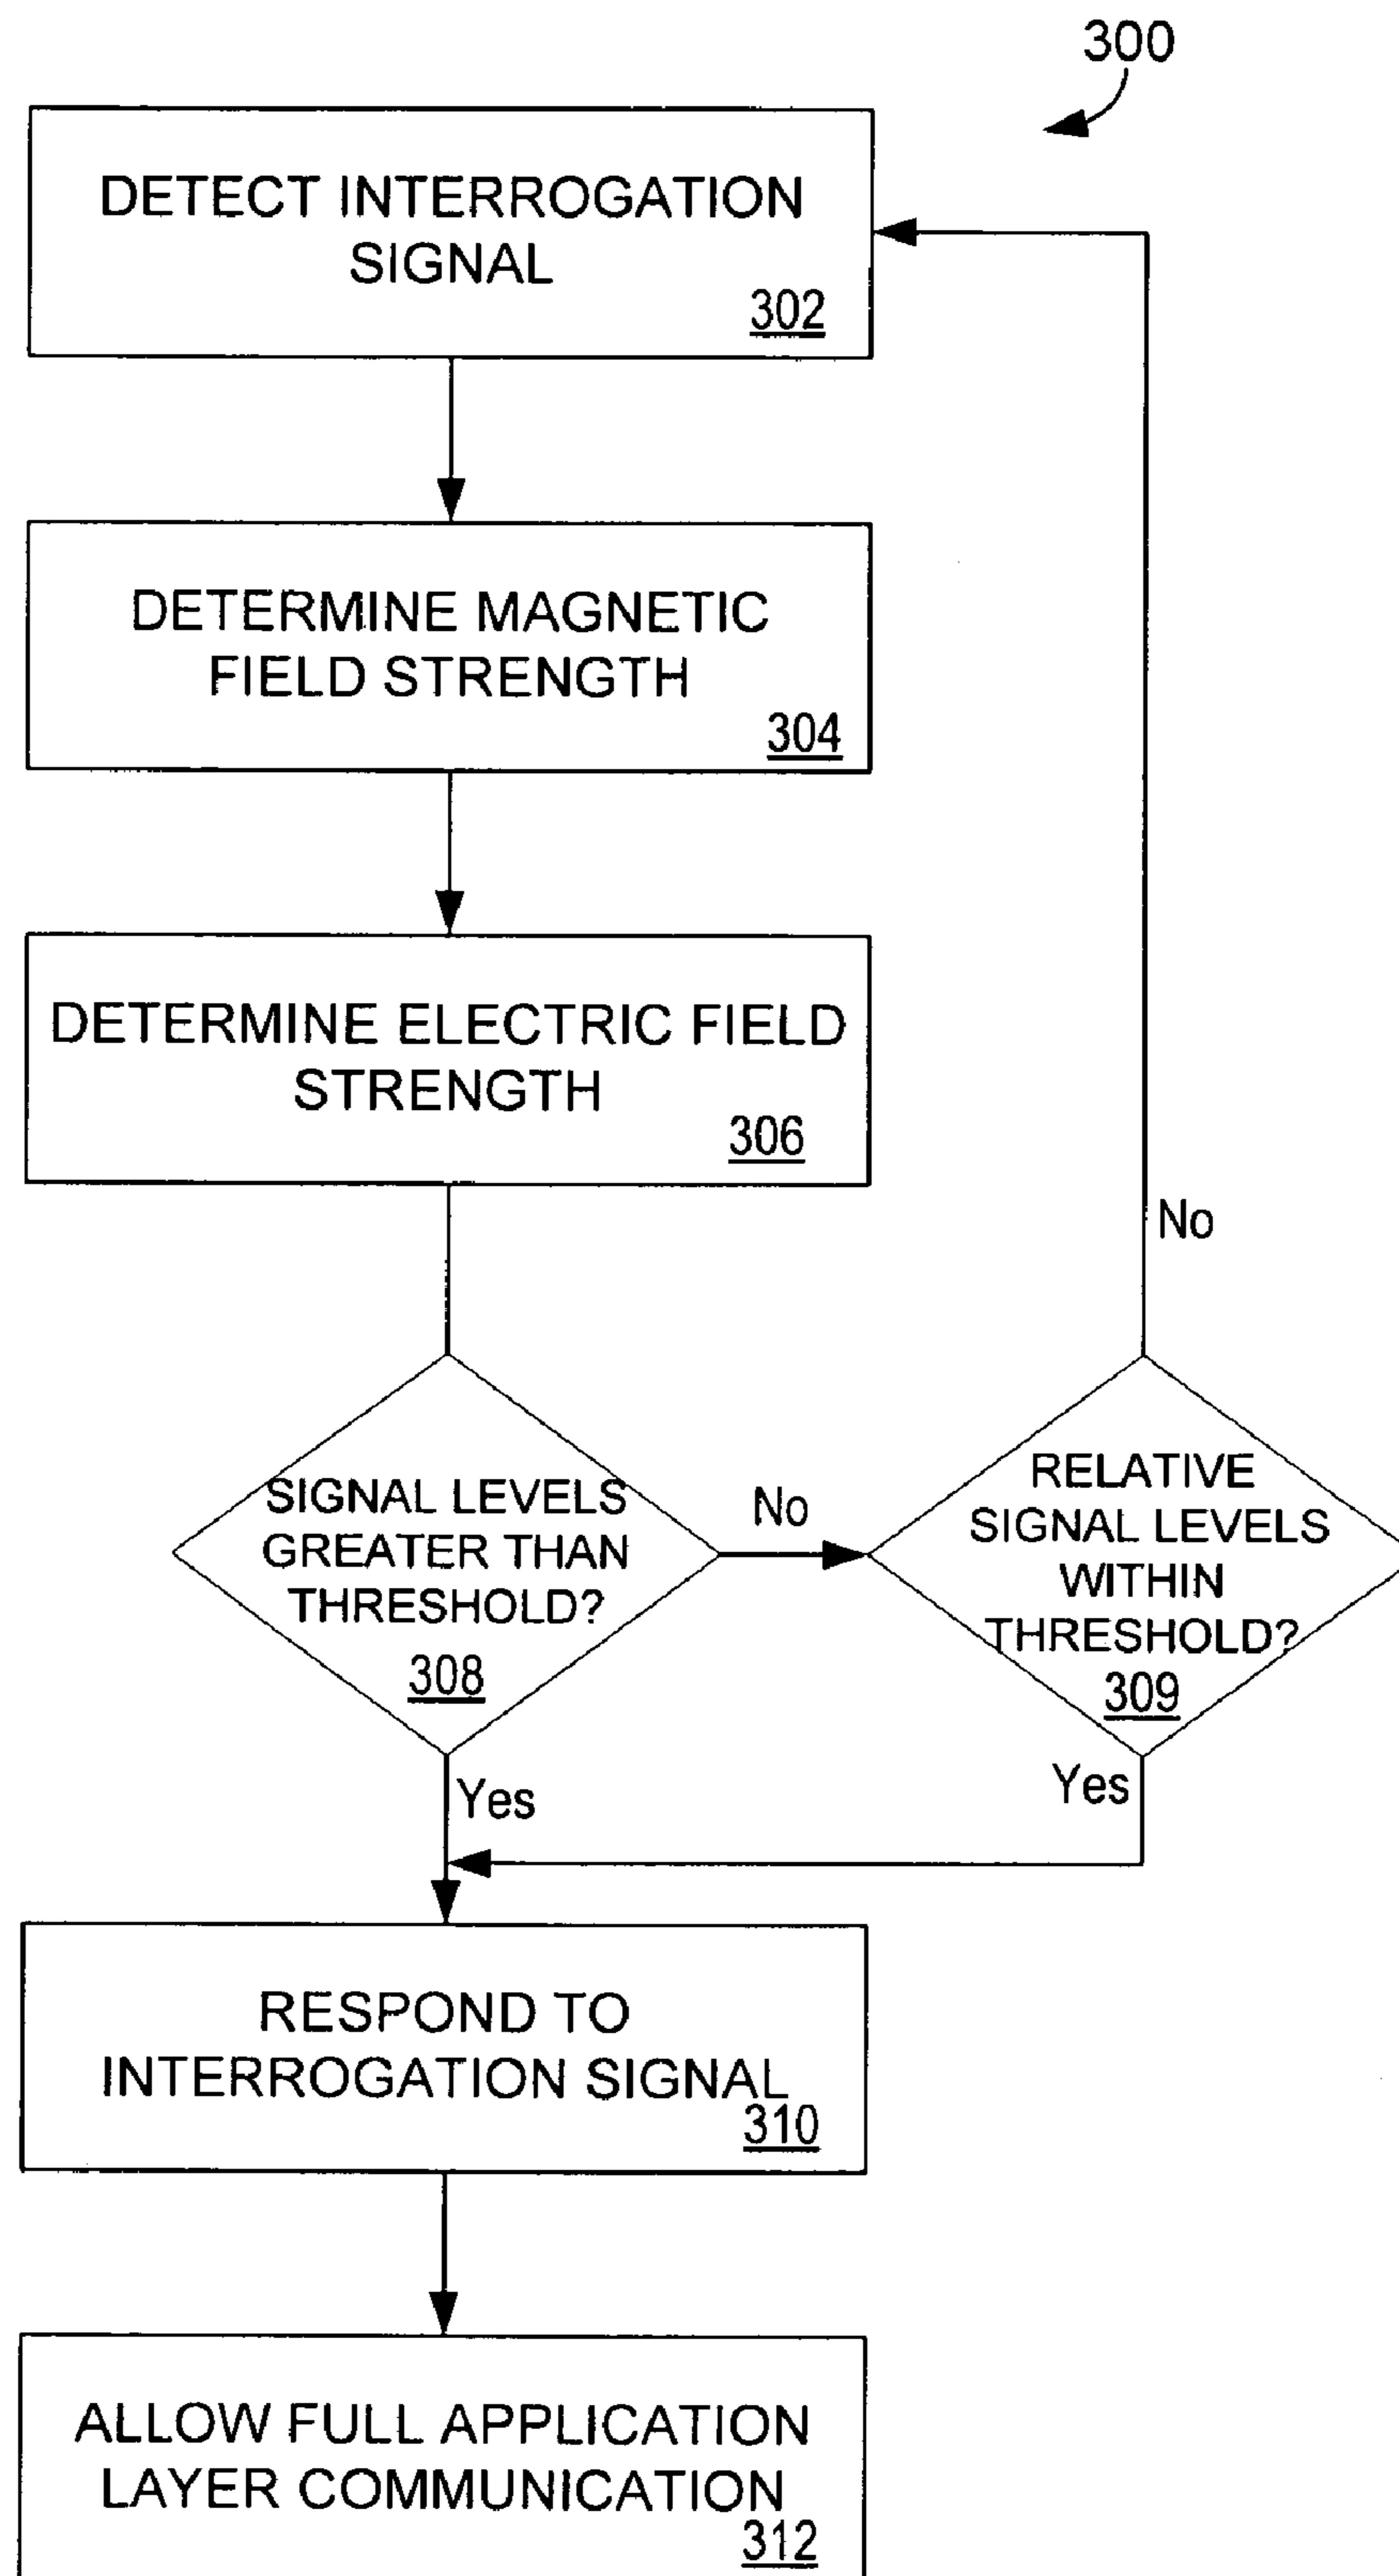 300
DETECT INTERROGATION
SIGNAL
302
DETERMINE MAGNETIC
FIELD STRENGTH
304
DETERMINE ELECTRIC FIELD
STRENGTH
306
No
SIGNAL LEVELS
GREATER THAN
THRESHOLD?
308
No
RELATIVE
SIGNAL LEVELS
WITHIN
THRESHOLD?
309
Yes
Yes
RESPOND TO
INTERROGATION SIGNAL
310
ALLOW FULL APPLICATION
LAYER COMMUNICATION
312